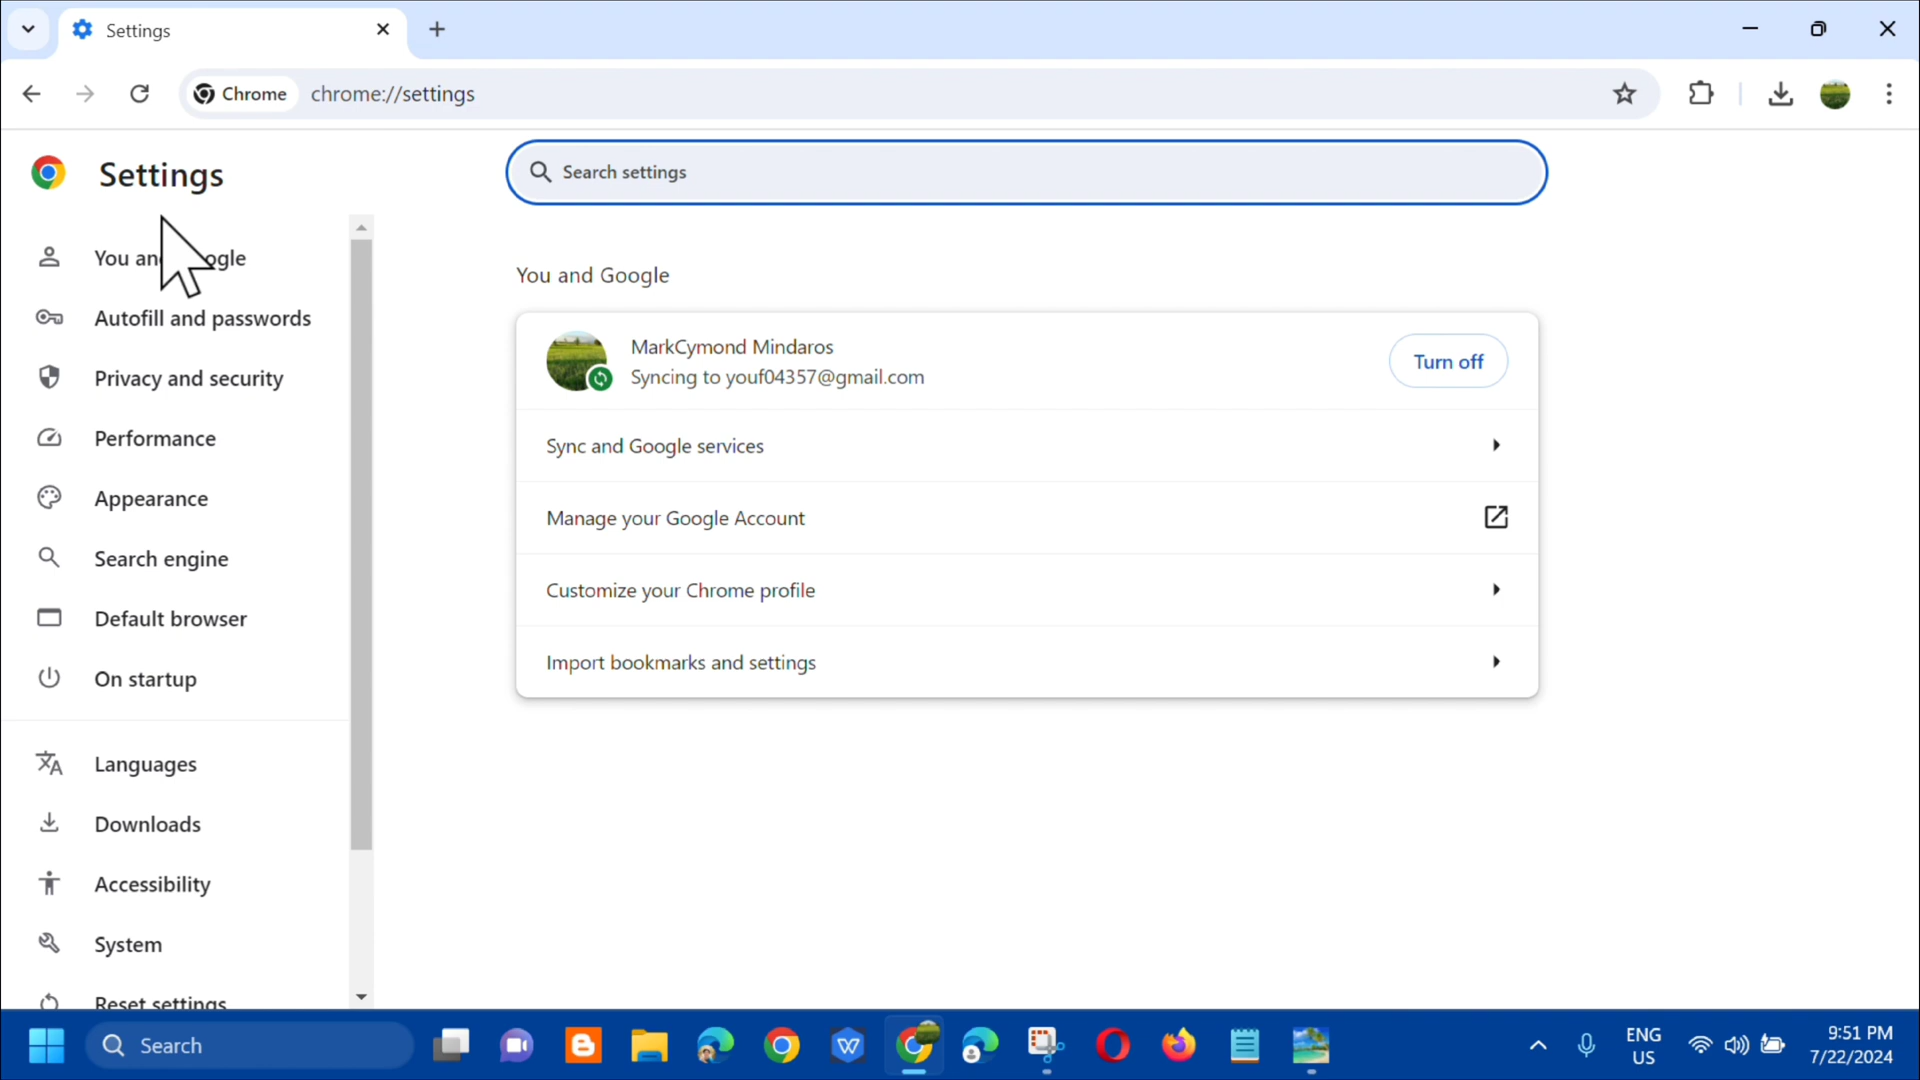 Settings
Chrome
chrome://settings
Settings
Search settings
You and Google
Autofill and passwords
Privacy and security
Performance
Appearance
Search engine
Default browser
On startup
Languages
Downloads
Accessibility
System
Reset settings
You and Google
MarkCymond Mindaros
Syncing to youf04357@gmail.com
Turn off
Sync and Google services
Manage your Google Account
Customize your Chrome profile
Import bookmarks and settings
Search
ENG
US
9:51 PM
7/22/2024